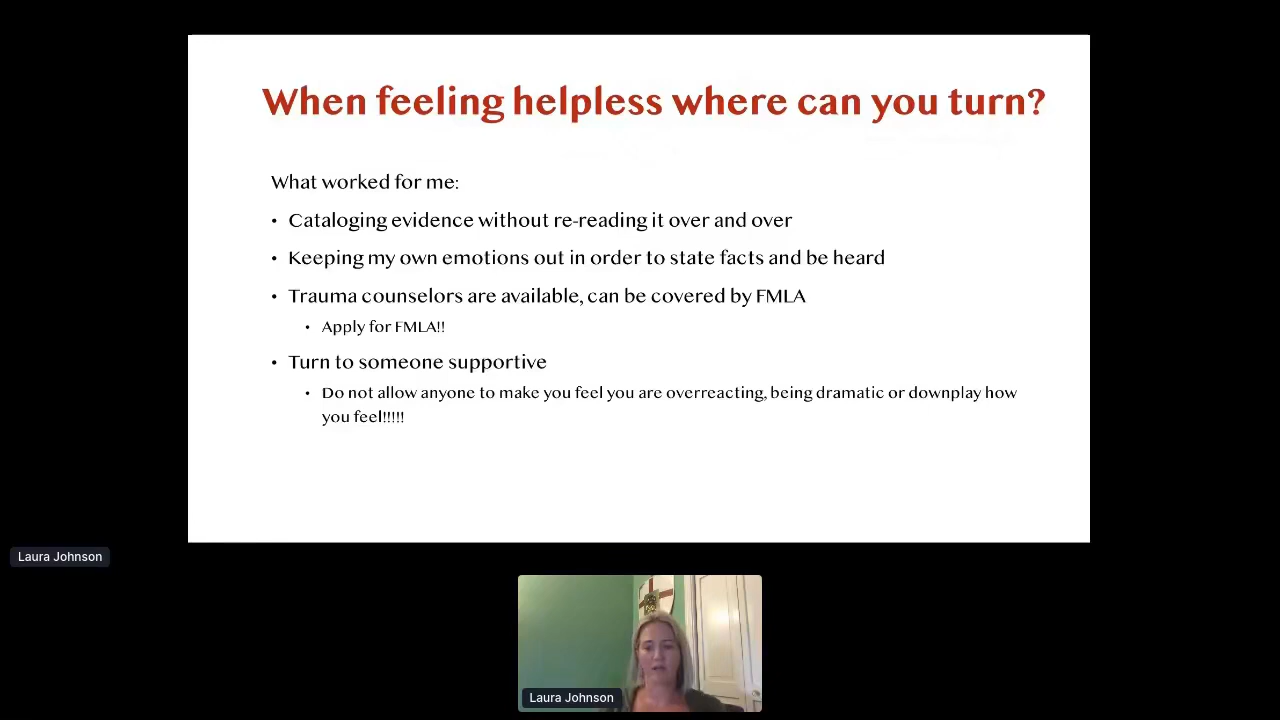 When feeling helpless where can you turn?
What worked for me:
• Cataloging evidence without re-reading it over and over
• Keeping my own emotions out in order to state facts and be heard
• Trauma counselors are available, can be covered by FMLA
• Apply for FMLA!!
• Turn to someone supportive
• Do not allow anyone to make you feel you are overreacting, being dramatic or downplay how
you feel!!!!!
Laura Johnson
Laura Johnson